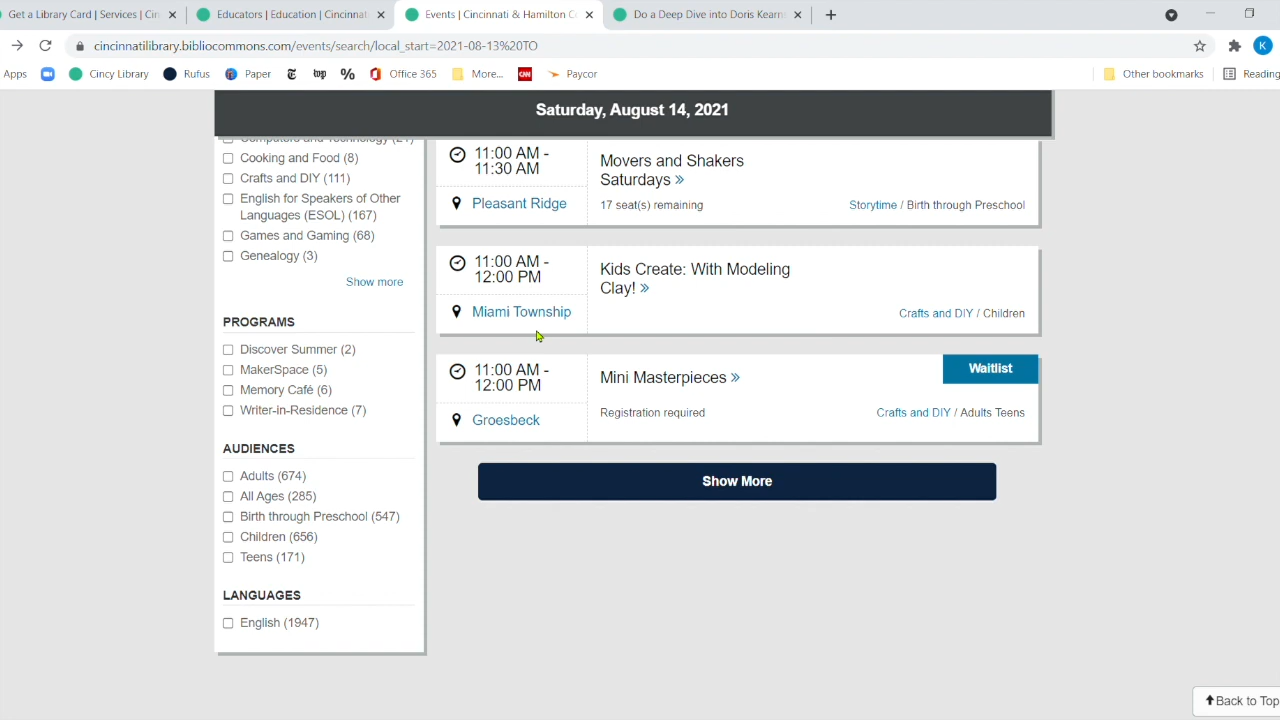 Get a Library Card | Services | Cin
Educators | Education | Cincinnat
Events | Cincinnati & Hamilton C
Do a Deep Dive into Doris Kearn
cincinnatilibrary.bibliocommons.com/events/search/local_start=2021-08-13%20TO
K
Apps
Cincy Library
Rufus
Paper
Office 365
More...
CNN
Paycor
Other bookmarks
Reading
Saturday, August 14, 2021
Computers and Technology (21)
Cooking and Food (8)
Crafts and DIY (111)
English for Speakers of Other
Languages (ESOL) (167)
Games and Gaming (68)
Genealogy (3)
Show more
PROGRAMS
Discover Summer (2)
MakerSpace (5)
Memory Café (6)
Writer-in-Residence (7)
AUDIENCES
Adults (674)
All Ages (285)
Birth through Preschool (547)
Children (656)
Teens (171)
LANGUAGES
English (1947)
11:00 AM -
11:30 AM
Pleasant Ridge
Movers and Shakers
Saturdays »
17 seat(s) remaining
Storytime / Birth through Preschool
11:00 AM -
12:00 PM
Miami Township
Kids Create: With Modeling
Clay! »
Crafts and DIY / Children
11:00 AM -
12:00 PM
Groesbeck
Mini Masterpieces »
Waitlist
Registration required
Crafts and DIY / Adults Teens
Show More
Back to Top